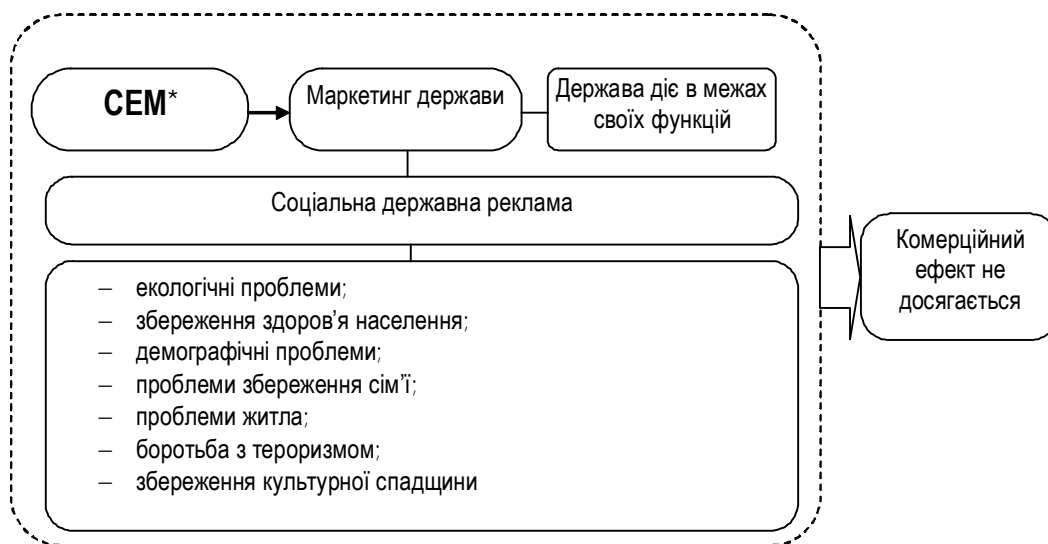 СЕМ*
Маркетинг держави
Держава діє в межах
своїх функцій
Соціальна державна реклама
– екологічні проблеми;
– збереження здоров’я населення;
– демографічні проблеми;
– проблеми збереження сім’ї;
– проблеми житла;
– боротьба з тероризмом;
– збереження культурної спадщини
Комерційний
ефект не
досягається